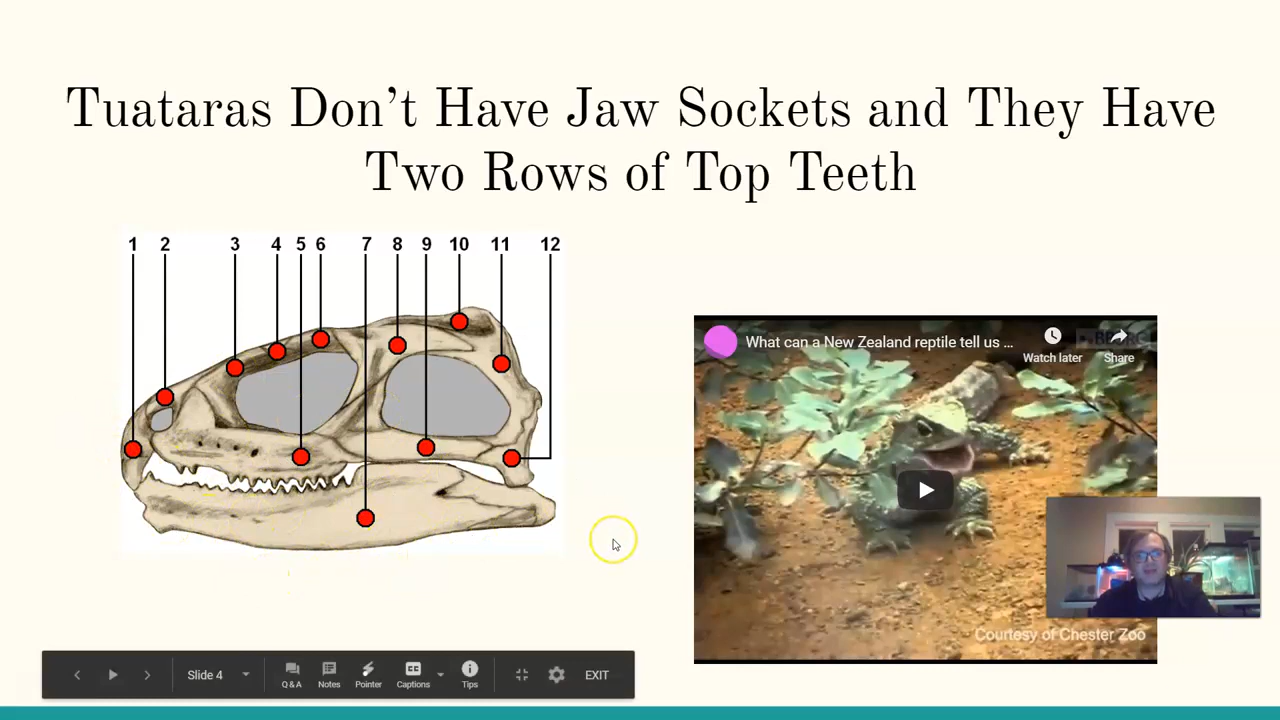 Tuataras Don't Have Jaw Sockets and They Have
Two Rows of Top Teeth
1 2 3 4 5 6 7 8 9 10 11 12
What can a New Zealand reptile tell us ...
Watch later
Share
Courtesy of Chester Zoo
Slide 4
Q & A
Notes
Pointer
CC
Captions
Tips
EXIT